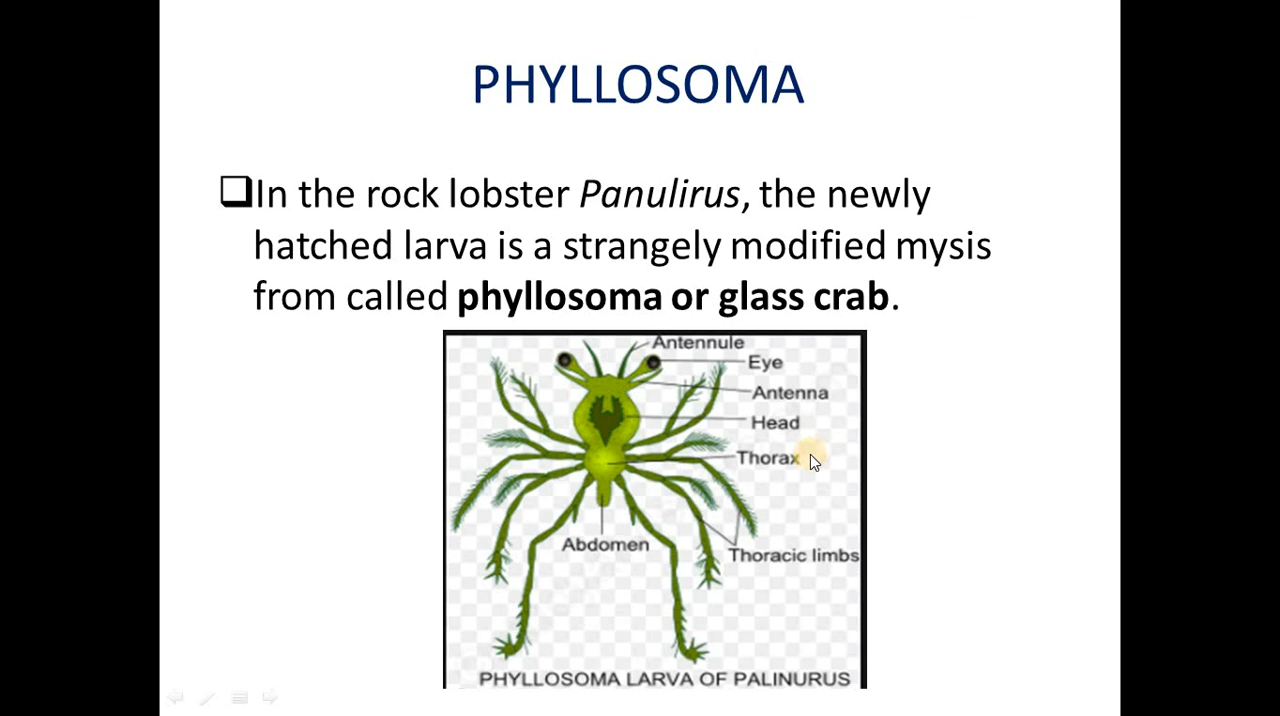 PHYLLOSOMA
In the rock lobster Panulirus, the newly
hatched larva is a strangely modified mysis
from called phyllosoma or glass crab.
Antennule
Eye
Antenna
Head
Thorax
Abdomen
Thoracic limbs
PHYLLOSOMA LARVA OF PALINURUS